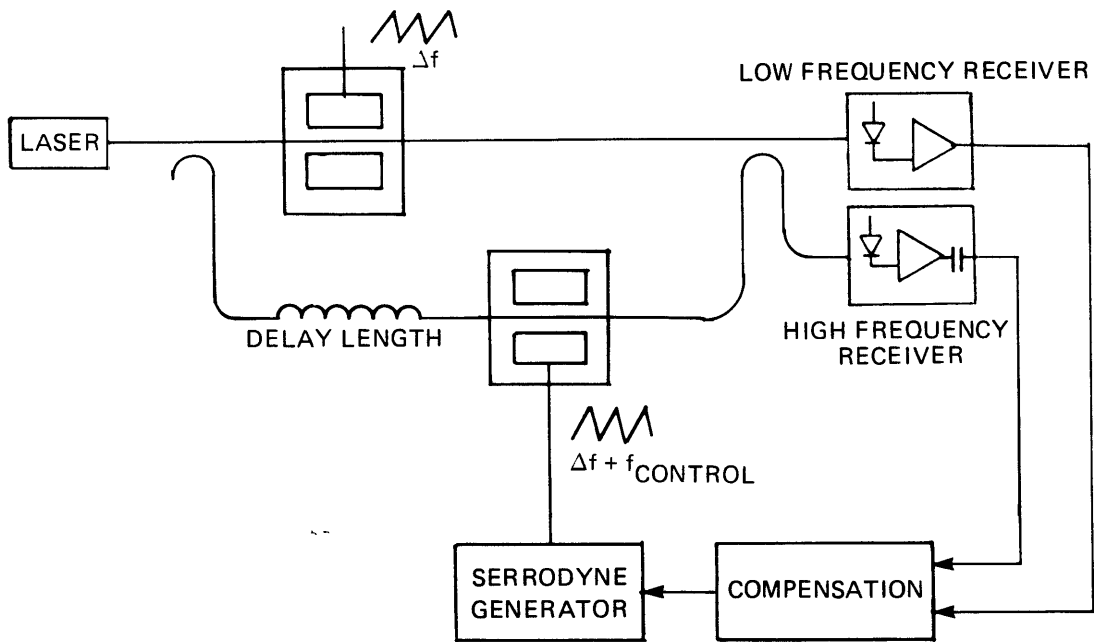 Δf
LOW FREQUENCY RECEIVER
LASER
DELAY LENGTH
HIGH FREQUENCY
RECEIVER
Δf + fCONTROL
SERRODYNE
GENERATOR
COMPENSATION